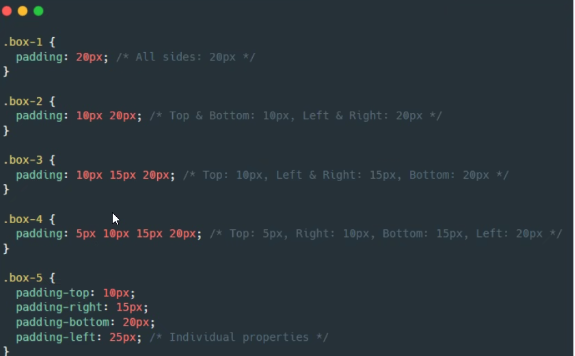 .box-1 {
  padding: 20px; /* All sides: 20px */
}
.box-2 {
  padding: 10px 20px; /* Top & Bottom: 10px, Left & Right: 20px */
}
.box-3 {
  padding: 10px 15px 20px; /* Top: 10px, Left & Right: 15px, Bottom: 20px */
}
.box-4 {
  padding: 5px 10px 15px 20px; /* Top: 5px, Right: 10px, Bottom: 15px, Left: 20px */
}
.box-5 {
  padding-top: 10px;
  padding-right: 15px;
  padding-bottom: 20px;
  padding-left: 25px; /* Individual properties */
}